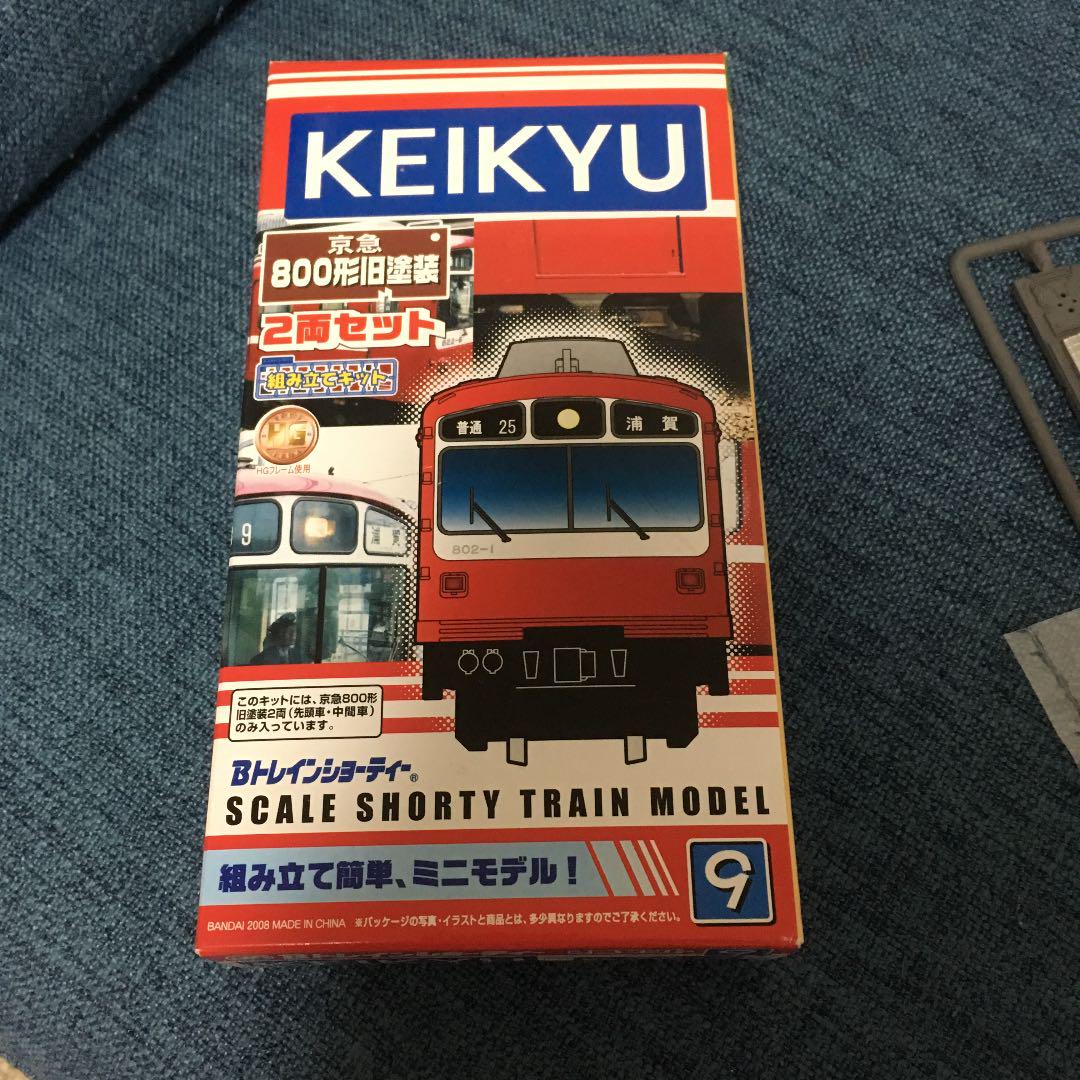 KEIKYU
京急
800形旧塗装
2両セット
組み立てキット
HG
HGフレーム使用
普通 25
浦賀
802-1
9
このキットには、京急800形
旧塗装2両(先頭車・中間車)
のみ入っています。
Bトレインショーティー®
SCALE SHORTY TRAIN MODEL
組み立て簡単、ミニモデル!
9
BANDAI 2008 MADE IN CHINA ※パッケージの写真・イラストと商品とは、多少異なりますのでご了承ください。